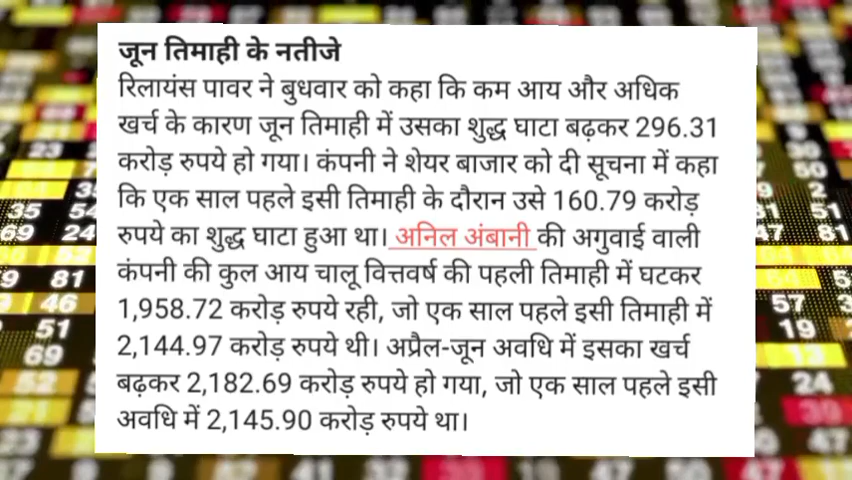 जून तिमाही के नतीजे
रिलायंस पावर ने बुधवार को कहा कि कम आय और अधिक
खर्च के कारण जून तिमाही में उसका शुद्ध घाटा बढ़कर 296.31
करोड़ रुपये हो गया। कंपनी ने शेयर बाजार को दी सूचना में कहा
कि एक साल पहले इसी तिमाही के दौरान उसे 160.79 करोड़
रुपये का शुद्ध घाटा हुआ था। अनिल अंबानी की अगुवाई वाली
कंपनी की कुल आय चालू वित्तवर्ष की पहली तिमाही में घटकर
1,958.72 करोड़ रुपये रही, जो एक साल पहले इसी तिमाही में
2,144.97 करोड़ रुपये थी। अप्रैल-जून अवधि में इसका खर्च
बढ़कर 2,182.69 करोड़ रुपये हो गया, जो एक साल पहले इसी
अवधि में 2,145.90 करोड़ रुपये था।